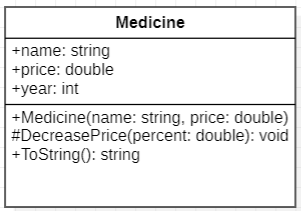 Medicine
+name: string
+price: double
+year: int
+Medicine(name: string, price: double)
#DecreasePrice(percent: double): void
+ToString(): string